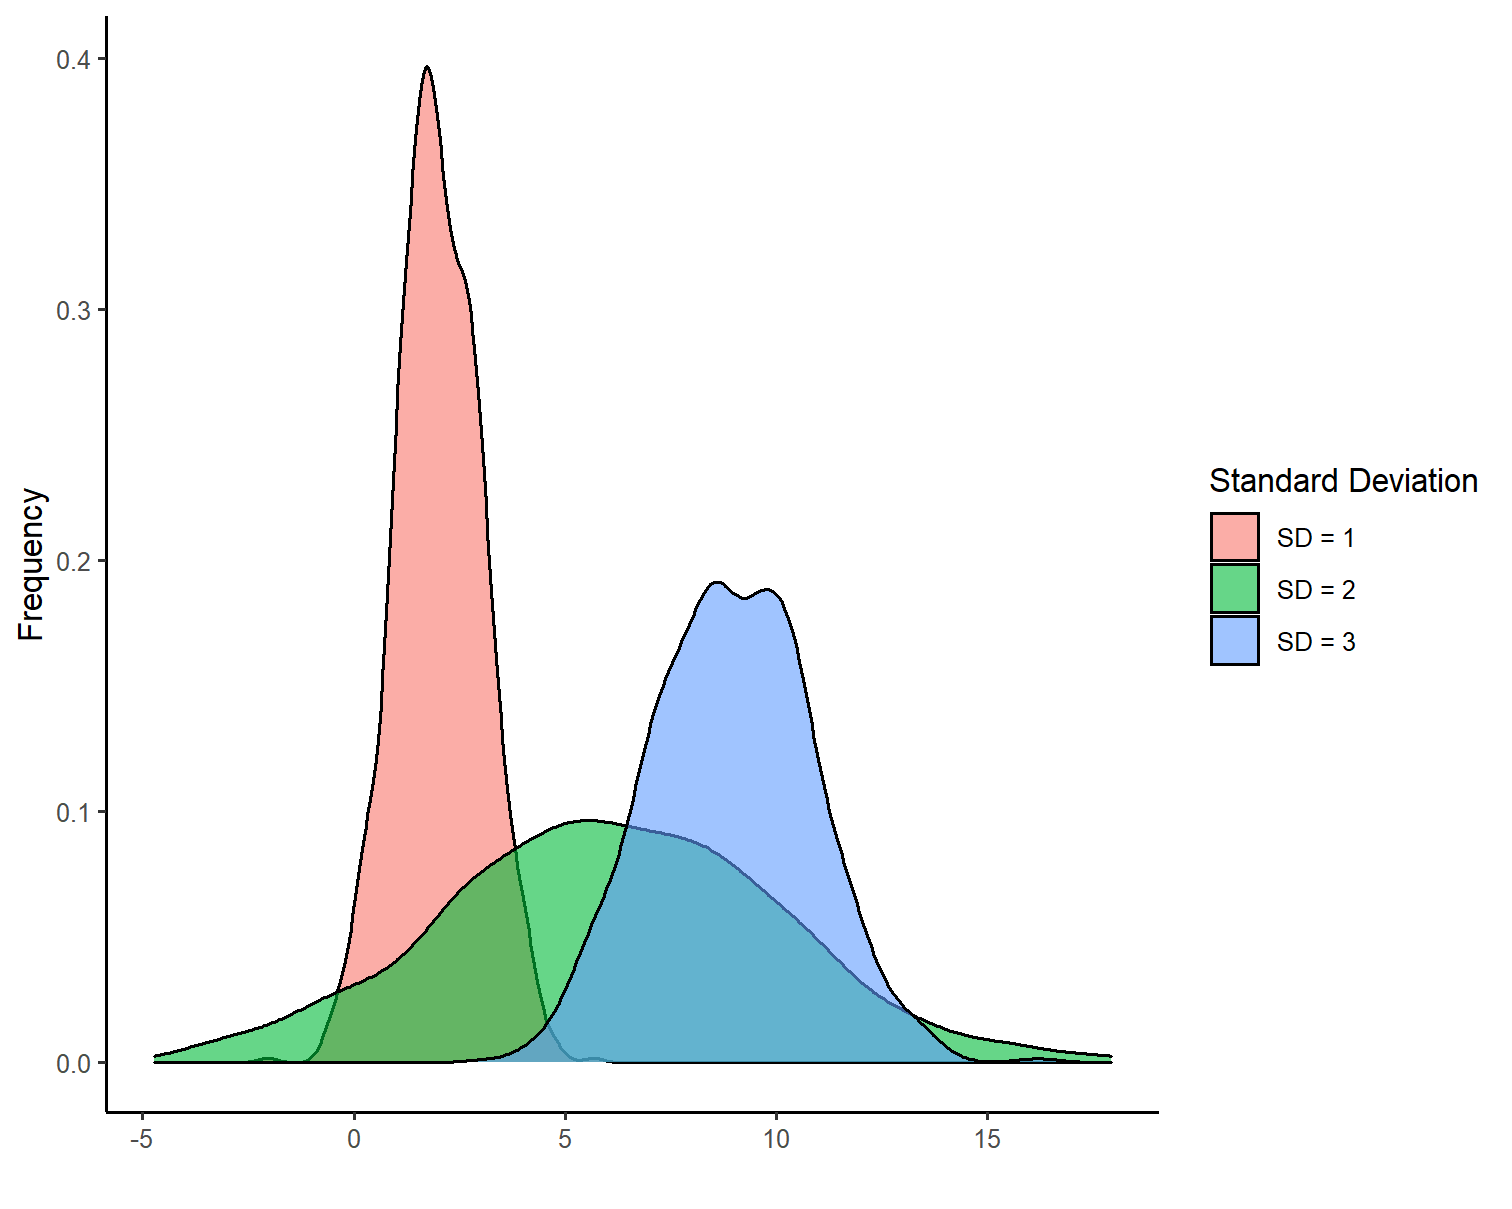 0.4
0.3
0.2
0.1
0.0
Frequency
-5 0 5 10 15
Standard Deviation
SD = 1
SD = 2
SD = 3